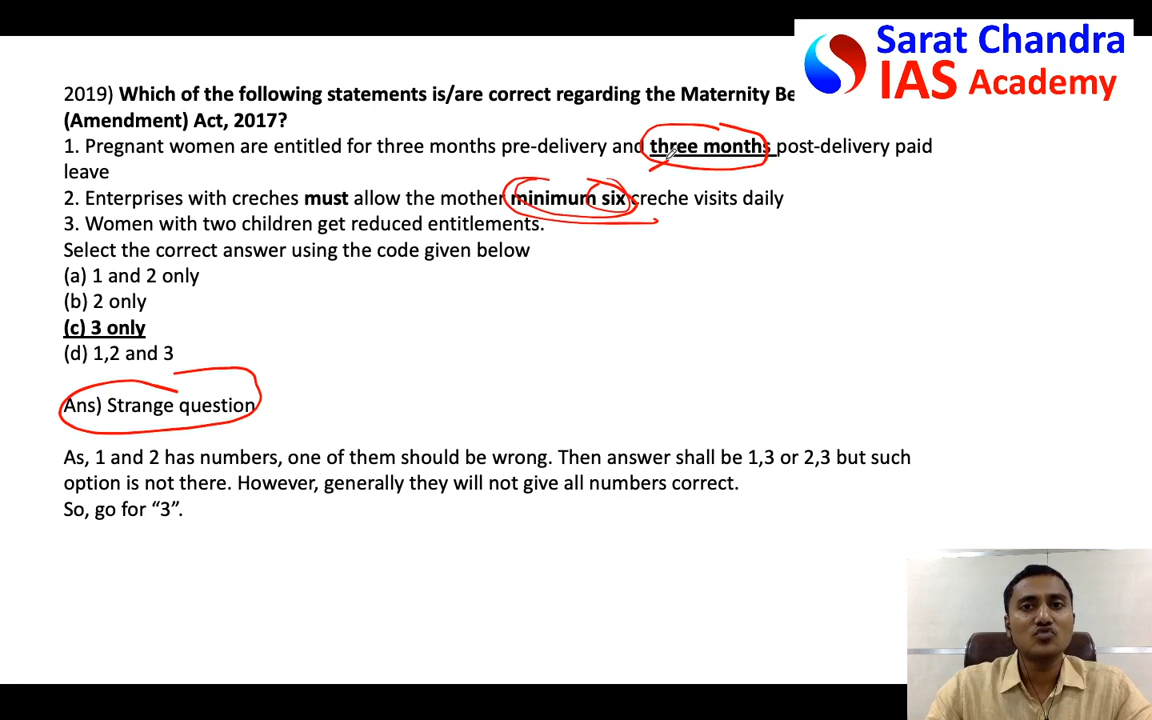 Sarat Chandra
IAS Academy
2019) Which of the following statements is/are correct regarding the Maternity Be
(Amendment) Act, 2017?
1. Pregnant women are entitled for three months pre-delivery and three months post-delivery paid
leave
2. Enterprises with creches must allow the mother minimum six creche visits daily
3. Women with two children get reduced entitlements.
Select the correct answer using the code given below
(a) 1 and 2 only
(b) 2 only
(c) 3 only
(d) 1,2 and 3
Ans) Strange question
As, 1 and 2 has numbers, one of them should be wrong. Then answer shall be 1,3 or 2,3 but such
option is not there. However, generally they will not give all numbers correct.
So, go for “3”.